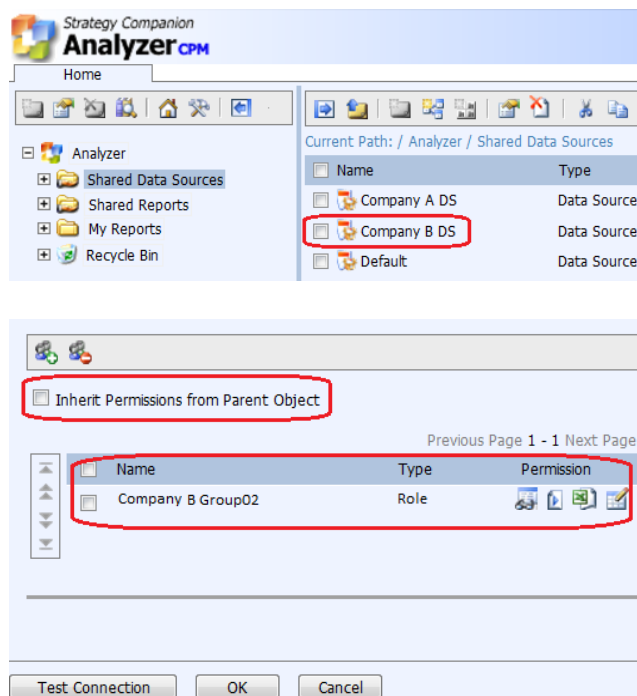 Strategy Companion
Analyzer CPM
Home
Current Path: / Analyzer / Shared Data Sources
Analyzer
Shared Data Sources
Shared Reports
My Reports
Recycle Bin
Name Type
Company A DS Data Source
Company B DS Data Source
Default Data Source
Inherit Permissions from Parent Object
Previous Page 1 - 1 Next Page
Name Type Permission
Company B Group02 Role
Test Connection OK Cancel